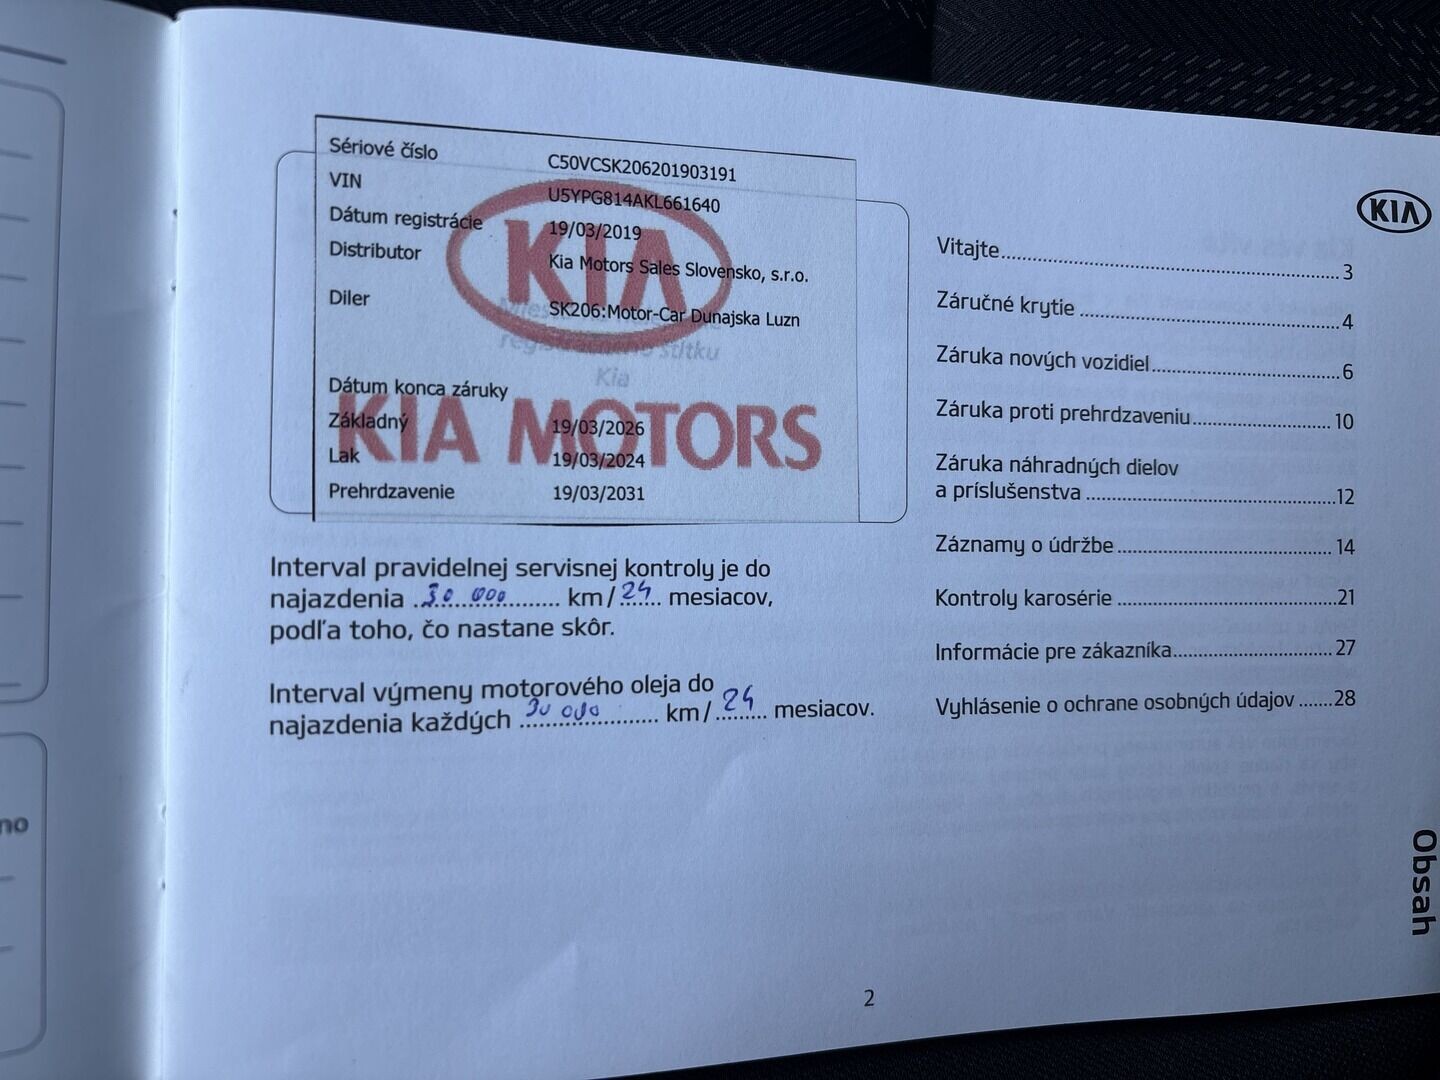 Sériové číslo C50VCSK206201903191
VIN U5YPG814AKL661640
Dátum registrácie 19/03/2019
Distributor Kia Motors Sales Slovensko, s.r.o.
Diler SK206:Motor-Car Dunajska Luzn
KIA
registračného štítku
Kia
Dátum konca záruky
Základný 19/03/2026
KIA MOTORS
Lak 19/03/2024
Prehrdzavenie 19/03/2031
Interval pravidelnej servisnej kontroly je do
najazdenia 30 000 km/ 24 mesiacov,
podľa toho, čo nastane skôr.
Interval výmeny motorového oleja do
najazdenia každých 30 000 km/ 24 mesiacov.
KIA
Vitajte 3
Záručné krytie 4
Záruka nových vozidiel 6
Záruka proti prehrdzaveniu 10
Záruka náhradných dielov
a príslušenstva 12
Záznamy o údržbe 14
Kontroly karosérie 21
Informácie pre zákazníka 27
Vyhlásenie o ochrane osobných údajov 28
Obsah
2
no